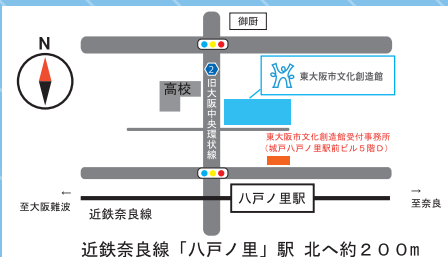 御厨
N
2
旧大阪中央環状線
高校
東大阪市文化創造館
東大阪市文化創造館受付事務所
(城戸八戸ノ里駅前ビル5階D)
←
至大阪難波
近鉄奈良線
八戸ノ里駅
→
至奈良
近鉄奈良線「八戸ノ里」駅 北へ約200m